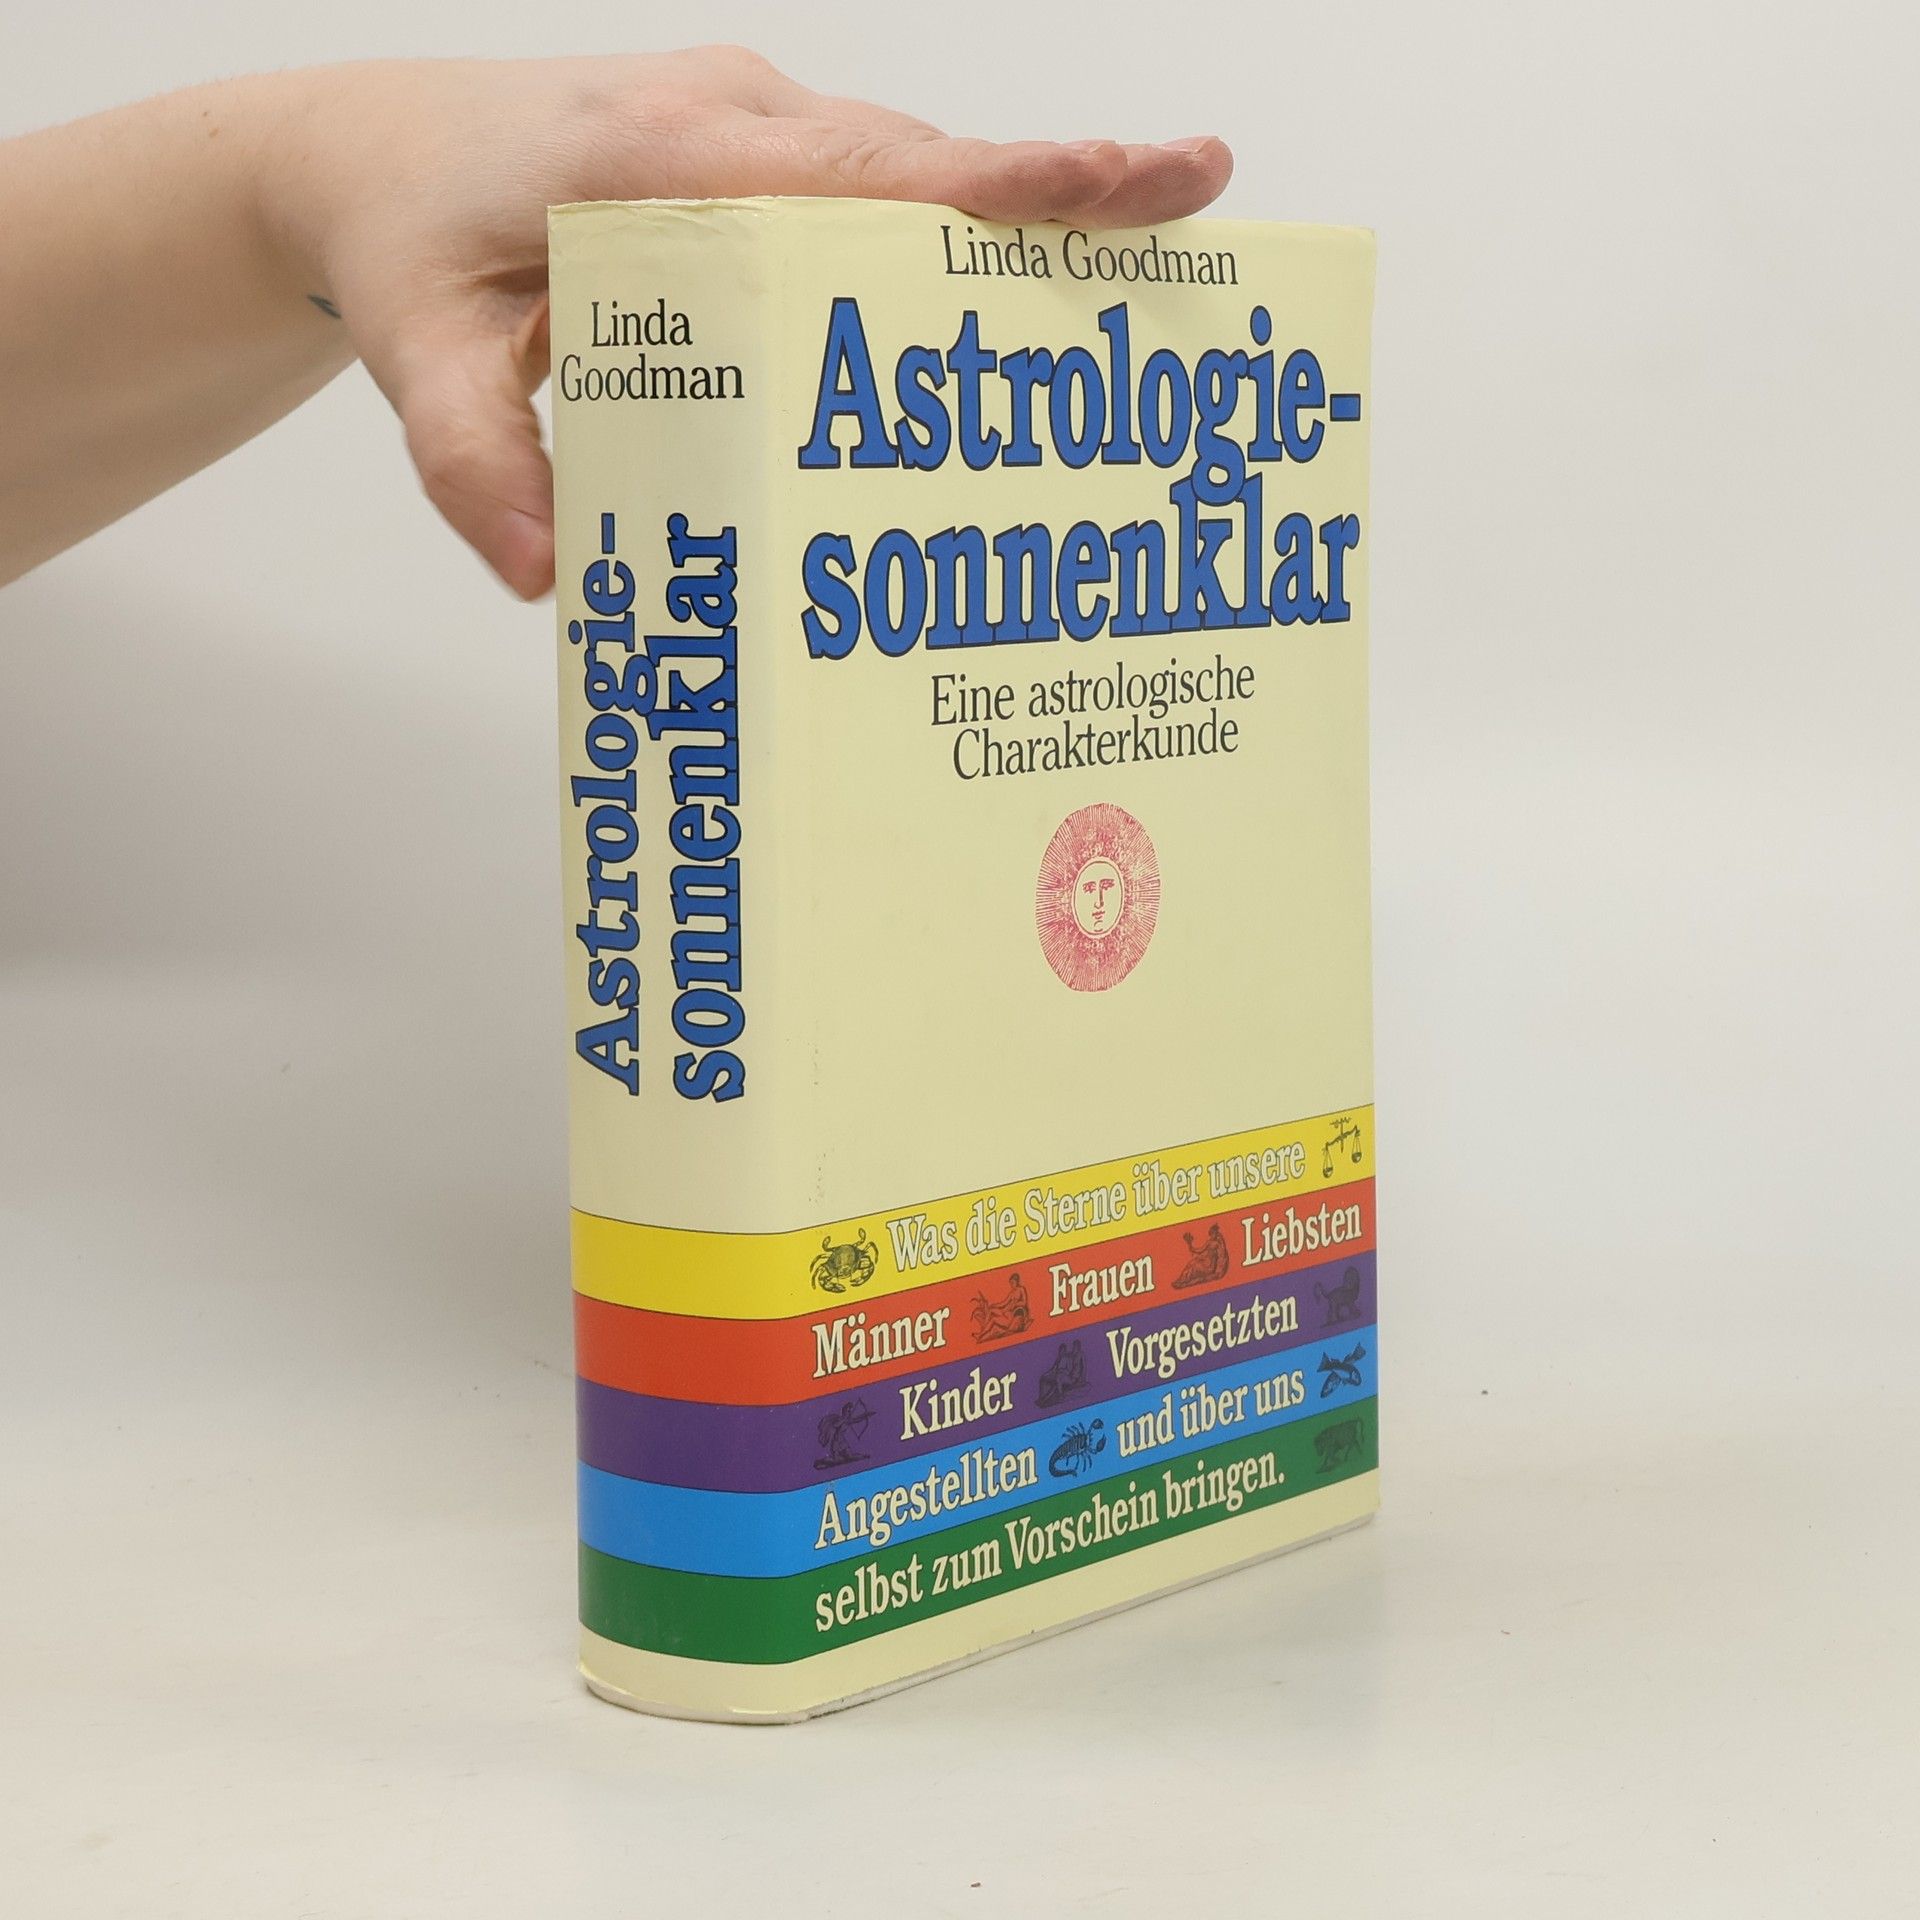 Linda
Goodman
Astrologie-
sonnenklar
Linda Goodman
Astrologie-
sonnenklar
Eine astrologische
Charakterkunde
Was die Sterne über unsere
Männer Frauen Liebsten
Kinder Vorgesetzten
Angestellten und über uns
selbst zum Vorschein bringen.